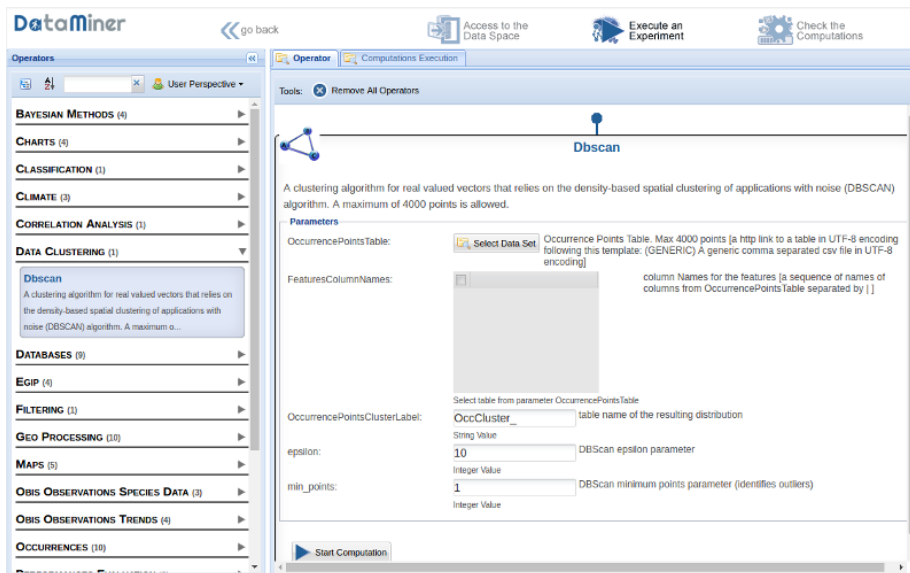 DataMiner
go back
Access to the
Data Space
Execute an
Experiment
Check the
Computations
Operators
User Perspective
BAYESIAN METHODS (4)
CHARTS (4)
CLASSIFICATION (1)
CLIMATE (3)
CORRELATION ANALYSIS (1)
DATA CLUSTERING (1)
Dbscan
A clustering algorithm for real valued vectors that relies on
the density-based spatial clustering of applications with
noise (DBSCAN) algorithm. A maximum o...
DATABASES (9)
EGIP (4)
FILTERING (1)
GEO PROCESSING (10)
MAPS (5)
OBIS OBSERVATIONS SPECIES DATA (3)
OBIS OBSERVATIONS TRENDS (4)
OCCURRENCES (10)
Operator
Computations Execution
Tools: Remove All Operators
Dbscan
A clustering algorithm for real valued vectors that relies on the density-based spatial clustering of applications with noise (DBSCAN)
algorithm. A maximum of 4000 points is allowed.
Parameters
OccurrencePointsTable:
Select Data Set
Occurrence Points Table. Max 4000 points [a http link to a table in UTF-8 encoding
following this template: (GENERIC) A generic comma separated csv file in UTF-8
encoding]
FeaturesColumnNames:
column Names for the features [a sequence of names of
columns from OccurrencePointsTable separated by | ]
Select table from parameter OccurrencePointsTable
OccurrencePointsClusterLabel:
OccCluster_
table name of the resulting distribution
String Value
epsilon:
10
DBScan epsilon parameter
Integer Value
min_points:
1
DBScan minimum points parameter (identifies outliers)
Integer Value
Start Computation